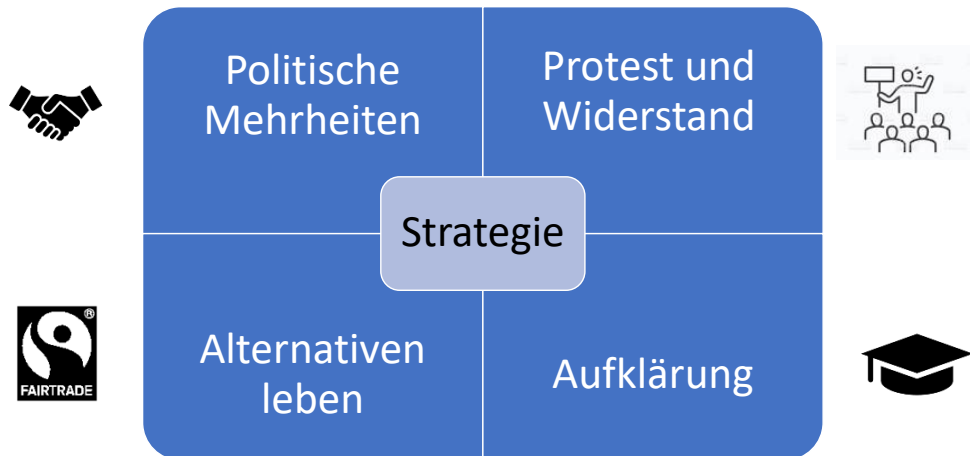 Politische
Mehrheiten
Protest und
Widerstand
Strategie
Alternativen
leben
Aufklärung
®
FAIRTRADE